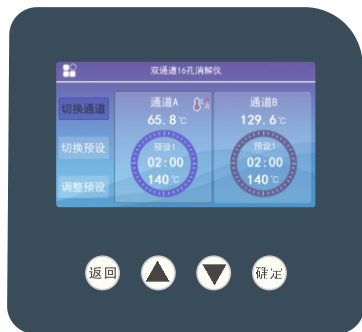 双通道16孔消解仪
切换通道
切换预设
调整预设
通道A
65.8℃
预设1
02:00
140℃
通道B
129.6℃
预设1
02:00
140℃
返回
确定